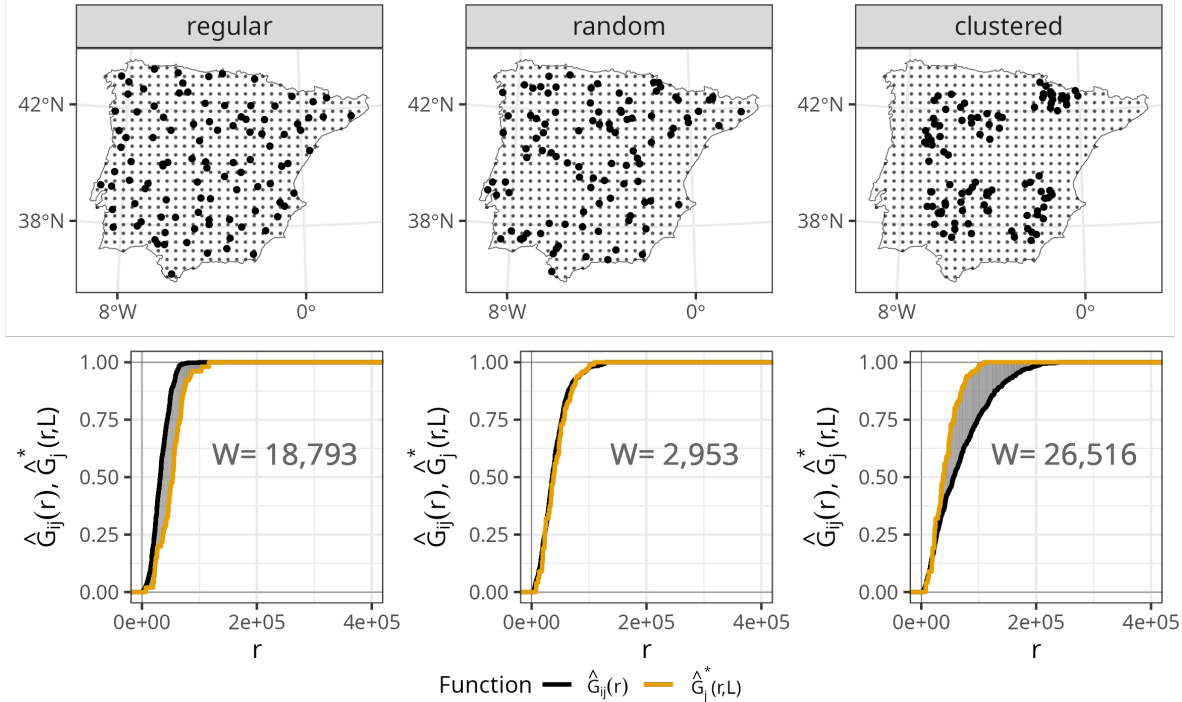 regular random clustered
42°N 42°N 42°N
38°N 38°N 38°N
8°W 0° 8°W 0° 8°W 0°
1.00 1.00 1.00
0.75 0.75 0.75
W= 18,793 W= 2,953 W= 26,516
0.50 0.50 0.50
0.25 0.25 0.25
0.00 0.00 0.00
Ĝij(r), Ĝj*(r,L) Ĝij(r), Ĝj*(r,L) Ĝij(r), Ĝj*(r,L)
0e+00 2e+05 4e+05 0e+00 2e+05 4e+05 0e+00 2e+05 4e+05
r r r
Function Ĝij(r) Ĝj*(r,L)